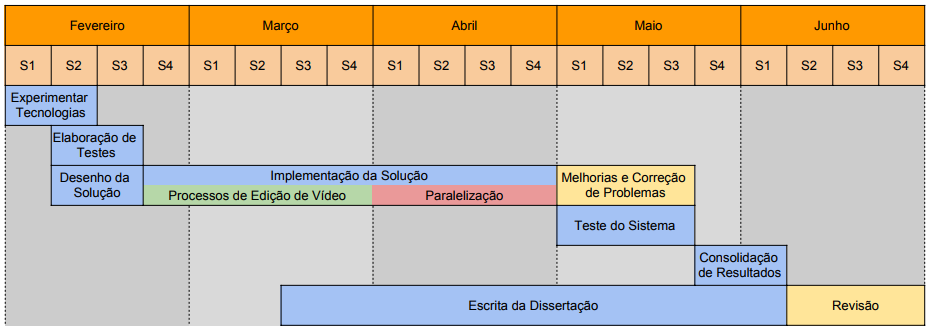 Fevereiro Março Abril Maio Junho
S1 S2 S3 S4 S1 S2 S3 S4 S1 S2 S3 S4 S1 S2 S3 S4 S1 S2 S3 S4
Experimentar
Tecnologias
Elaboração de
Testes
Desenho da
Solução
Implementação da Solução
Processos de Edição de Vídeo
Paralelização
Melhorias e Correção
de Problemas
Teste do Sistema
Consolidação
de Resultados
Escrita da Dissertação
Revisão